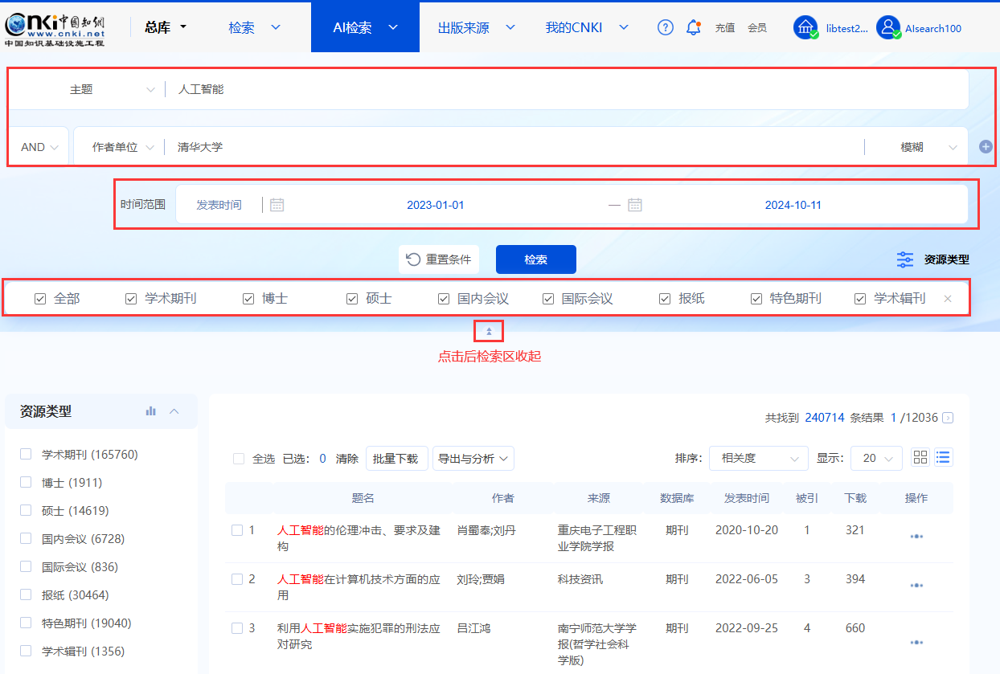 Cnki中国知网
www.cnki.net
中国知识基础设施工程
总库 检索 AI检索 出版来源 我的CNKI ? 充值 会员 libtest2... AIsearch100
主题 人工智能
AND 作者单位 清华大学 模糊
时间范围 发表时间 2023-01-01 — 2024-10-11
重置条件 检索 资源类型
全部 学术期刊 博士 硕士 国内会议 国际会议 报纸 特色期刊 学术辑刊 ×
点击后检索区收起
资源类型
学术期刊 (165760)
博士 (1911)
硕士 (14619)
国内会议 (6728)
国际会议 (836)
报纸 (30464)
特色期刊 (19040)
学术辑刊 (1356)
共找到 240714 条结果 1 /12036
全选 已选: 0 清除 批量下载 导出与分析 排序: 相关度 显示: 20
题名 作者 来源 数据库 发表时间 被引 下载 操作
1 人工智能的伦理冲击、要求及建 肖蜀奉;刘丹 重庆电子工程职 期刊 2020-10-20 1 321
构 业学院学报
2 人工智能在计算机技术方面的应 刘玲;贾娟 科技资讯 期刊 2022-06-05 3 394
用
3 利用人工智能实施犯罪的刑法应 吕江鸿 南宁师范大学学 期刊 2022-09-25 4 660
对研究 报(哲学社会科
学版)